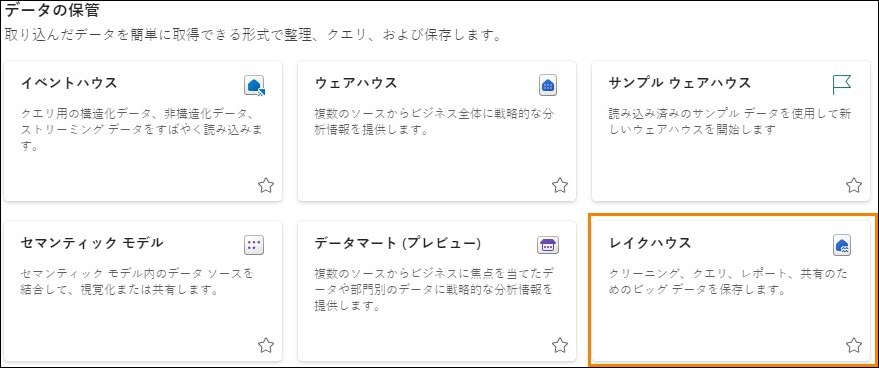 データの保管
取り込んだデータを簡単に取得できる形式で整理、クエリ、および保存します。
イベントハウス
クエリ用の構造化データ、非構造化データ、
ストリーミング データをすばやく読み込みま
す。
ウェアハウス
複数のソースからビジネス全体に戦略的な分
析情報を提供します。
サンプル ウェアハウス
読み込み済みのサンプル データを使用して新
しいウェアハウスを開始します
セマンティック モデル
セマンティック モデル内のデータ ソースを
結合して、視覚化または共有します。
データマート (プレビュー)
複数のソースからビジネスに焦点を当てたデ
ータや部門別のデータに戦略的な分析情報を
提供します。
レイクハウス
クリーニング、クエリ、レポート、共有のた
めのビッグ データを保存します。